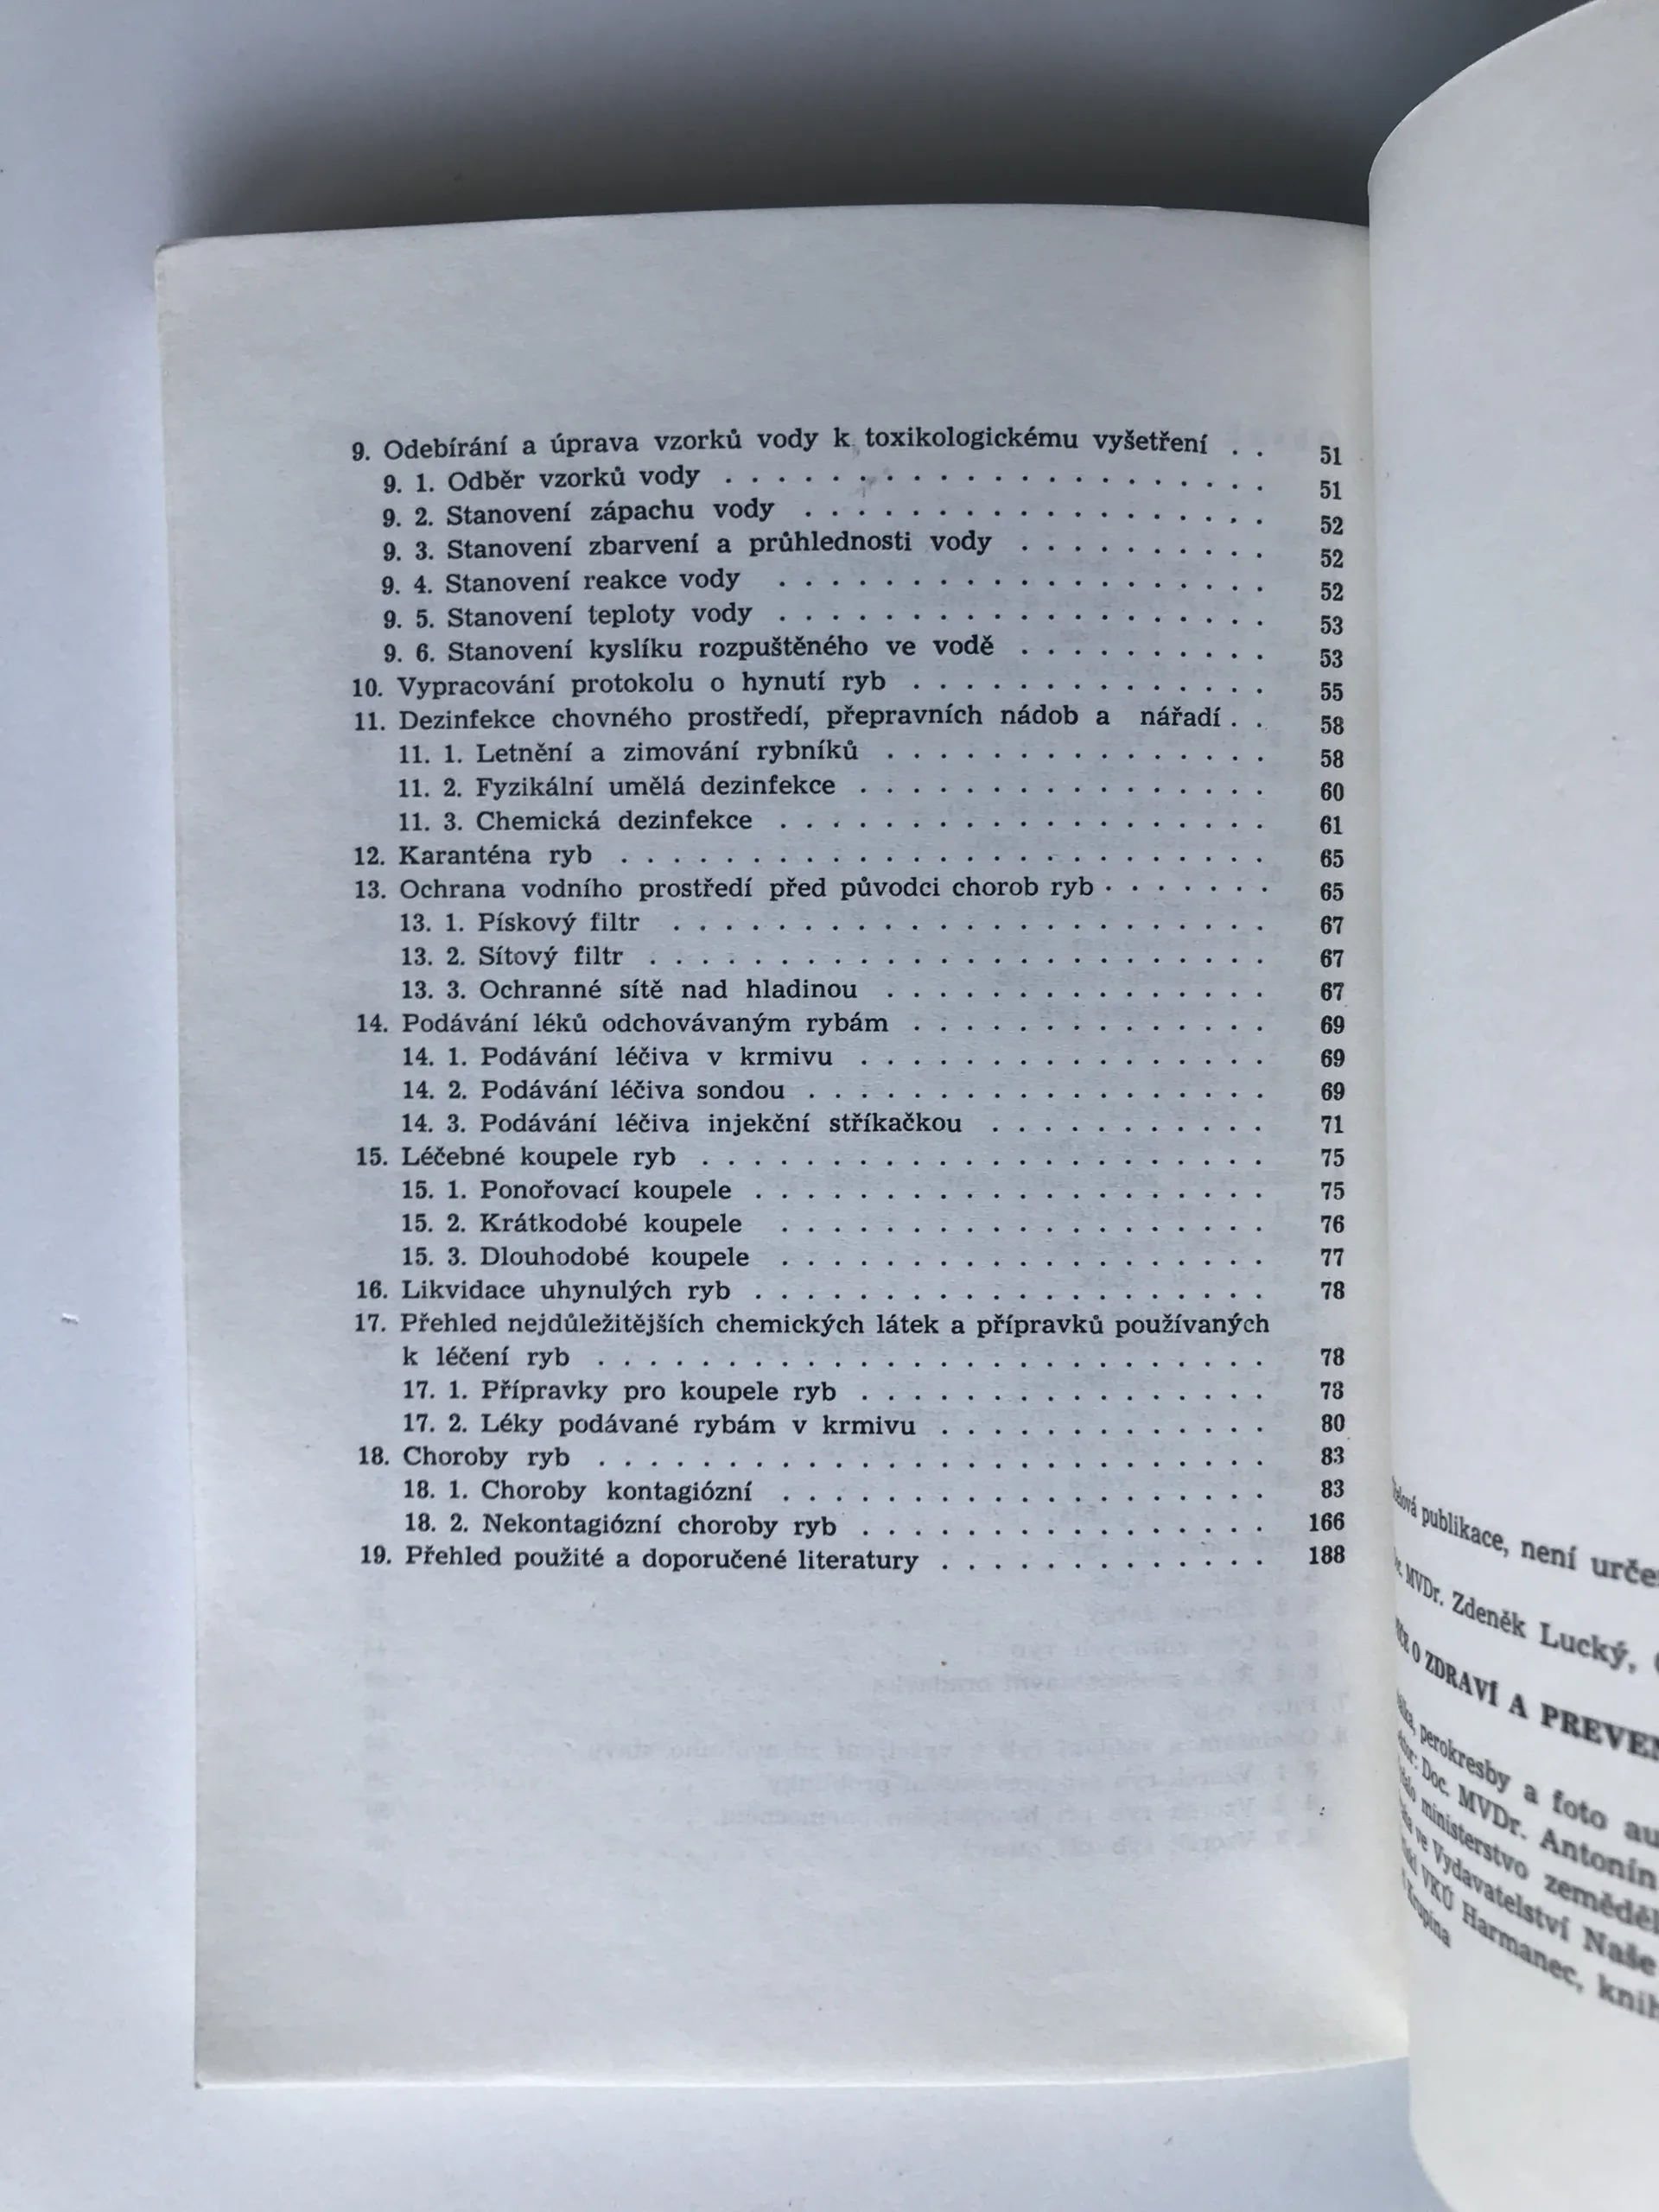 9. Odebírání a úprava vzorků vody k toxikologickému vyšetření . . 51
9. 1. Odběr vzorků vody . . . . . . . . . . . . . . . . . . . . . 51
9. 2. Stanovení zápachu vody . . . . . . . . . . . . . . . . . . 52
9. 3. Stanovení zbarvení a průhlednosti vody . . . . . . . . . . 52
9. 4. Stanovení reakce vody . . . . . . . . . . . . . . . . . . . 52
9. 5. Stanovení teploty vody . . . . . . . . . . . . . . . . . . . 53
9. 6. Stanovení kyslíku rozpuštěného ve vodě . . . . . . . . . . 53
10. Vypracování protokolu o hynutí ryb . . . . . . . . . . . . . . 55
11. Dezinfekce chovného prostředí, přepravních nádob a nářadí . . 58
11. 1. Letnění a zimování rybníků . . . . . . . . . . . . . . . 58
11. 2. Fyzikální umělá dezinfekce . . . . . . . . . . . . . . . . 60
11. 3. Chemická dezinfekce . . . . . . . . . . . . . . . . . . . 61
12. Karanténa ryb . . . . . . . . . . . . . . . . . . . . . . . . . 65
13. Ochrana vodního prostředí před původci chorob ryb . . . . . . . 65
13. 1. Pískový filtr . . . . . . . . . . . . . . . . . . . . . . . 67
13. 2. Sítový filtr . . . . . . . . . . . . . . . . . . . . . . . . 67
13. 3. Ochranné sítě nad hladinou . . . . . . . . . . . . . . . 67
14. Podávání léků odchovávaným rybám . . . . . . . . . . . . . . 69
14. 1. Podávání léčiva v krmivu . . . . . . . . . . . . . . . . 69
14. 2. Podávání léčiva sondou . . . . . . . . . . . . . . . . . . 69
14. 3. Podávání léčiva injekční stříkačkou . . . . . . . . . . . 71
15. Léčebné koupele ryb . . . . . . . . . . . . . . . . . . . . . . 75
15. 1. Ponořovací koupele . . . . . . . . . . . . . . . . . . . . 75
15. 2. Krátkodobé koupele . . . . . . . . . . . . . . . . . . . 76
15. 3. Dlouhodobé koupele . . . . . . . . . . . . . . . . . . . 77
16. Likvidace uhynulých ryb . . . . . . . . . . . . . . . . . . . . 78
17. Přehled nejdůležitějších chemických látek a přípravků používaných
k léčení ryb . . . . . . . . . . . . . . . . . . . . . . . . . . 78
17. 1. Přípravky pro koupele ryb . . . . . . . . . . . . . . . . 78
17. 2. Léky podávané rybám v krmivu . . . . . . . . . . . . . 80
18. Choroby ryb . . . . . . . . . . . . . . . . . . . . . . . . . . 83
18. 1. Choroby kontagiózní . . . . . . . . . . . . . . . . . . . 83
18. 2. Nekontagiózní choroby ryb . . . . . . . . . . . . . . . . 166
19. Přehled použité a doporučené literatury . . . . . . . . . . . . . 188
publikace, není
MVDr. Zdeněk Lucký,
O ZDRAVÍ A
perokresby a foto
Doc. MVDr. Antonín
ministerstvo
ve Vydavatelství Naše
VKÚ Harmanec,
Krupina